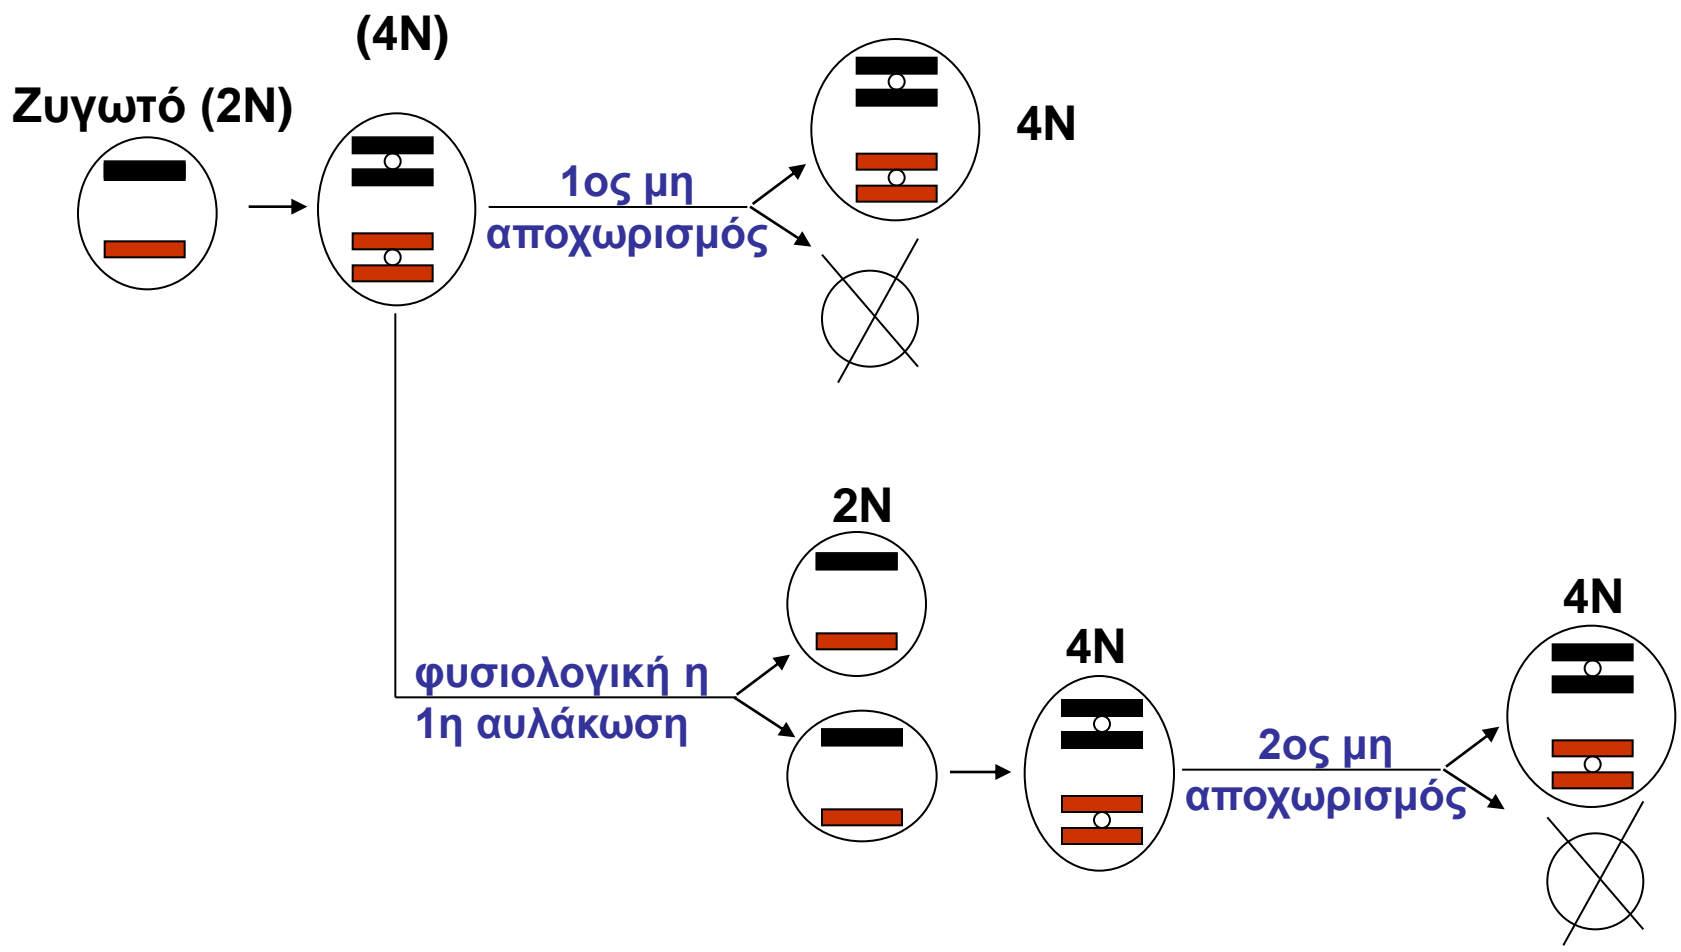 (4N)
Ζυγωτό (2N)
4N
1ος μη
αποχωρισμός
2N
4N
4N
φυσιολογική η
1η αυλάκωση
2ος μη
αποχωρισμός